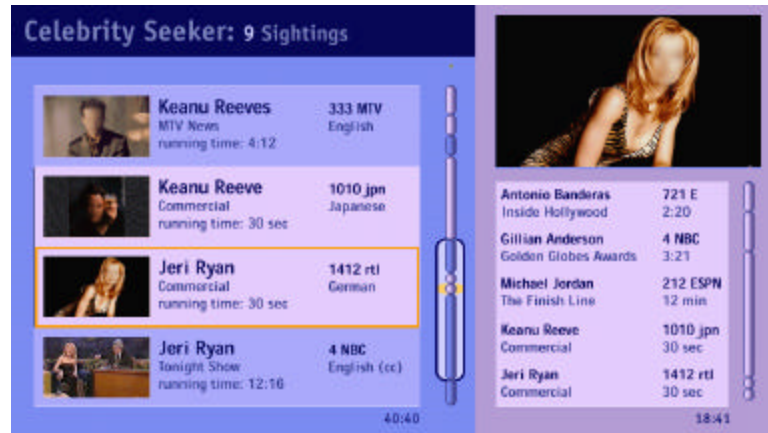 Celebrity Seeker: 9 Sightings
Keanu Reeves 333 MTV
MTV News English
running time: 4:12
Keanu Reeve 1010 jpn
Commercial Japanese
running time: 30 sec
Jeri Ryan 1412 rtl
Commercial German
running time: 30 sec
Jeri Ryan 4 NBC
Tonight Show English (cc)
running time: 12:16
40:40
Antonio Banderas 721 E
Inside Hollywood 2:20
Gillian Anderson 4 NBC
Golden Globes Awards 3:21
Michael Jordan 212 ESPN
The Finish Line 12 min
Keanu Reeve 1010 jpn
Commercial 30 sec
Jeri Ryan 1412 rtl
Commercial 30 sec
18:41